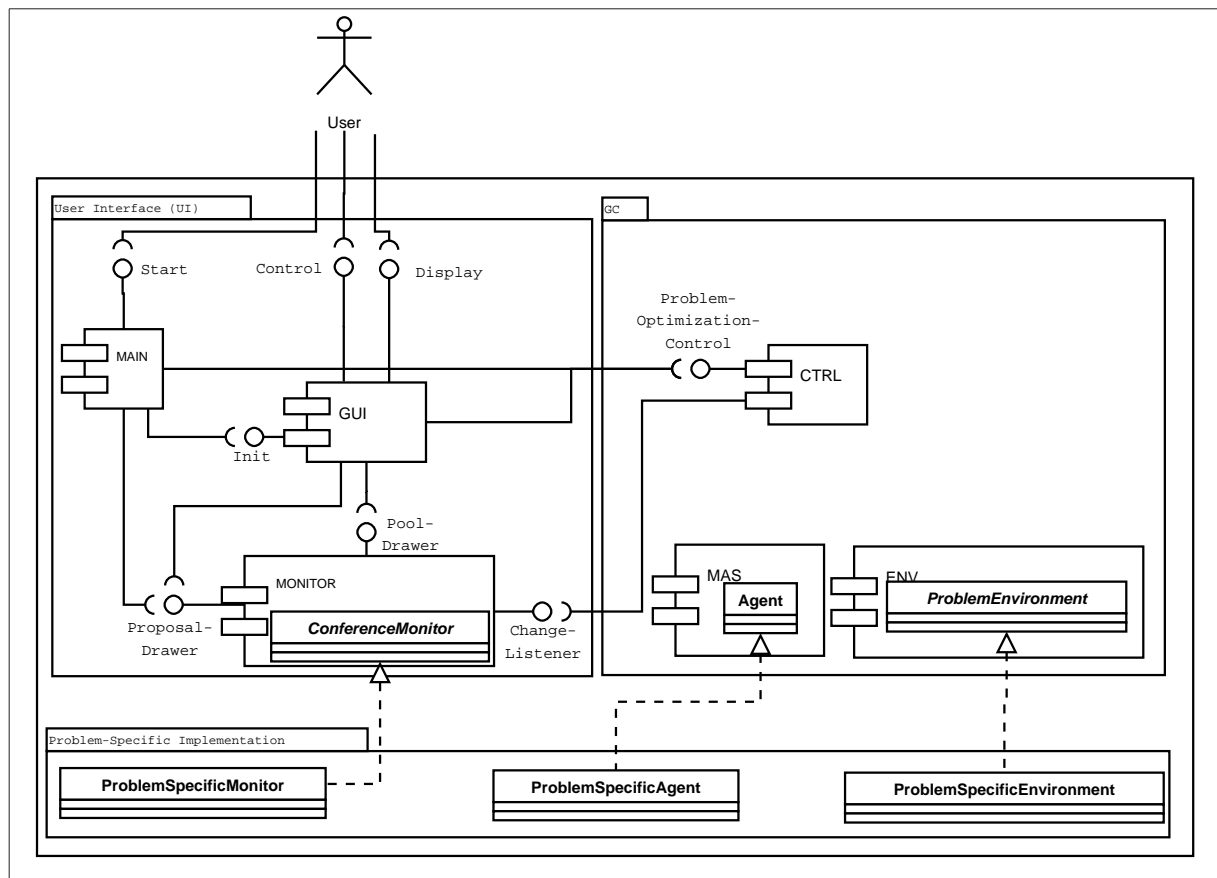 User
User Interface (UI)
GC
Start
Control
Display
Problem-
Optimization-
Control
MAIN
CTRL
GUI
Init
Pool-
Drawer
MONITOR
MAS
ENV
Agent
ProblemEnvironment
ConferenceMonitor
Proposal-
Drawer
Change-
Listener
Problem-Specific Implementation
ProblemSpecificMonitor
ProblemSpecificAgent
ProblemSpecificEnvironment